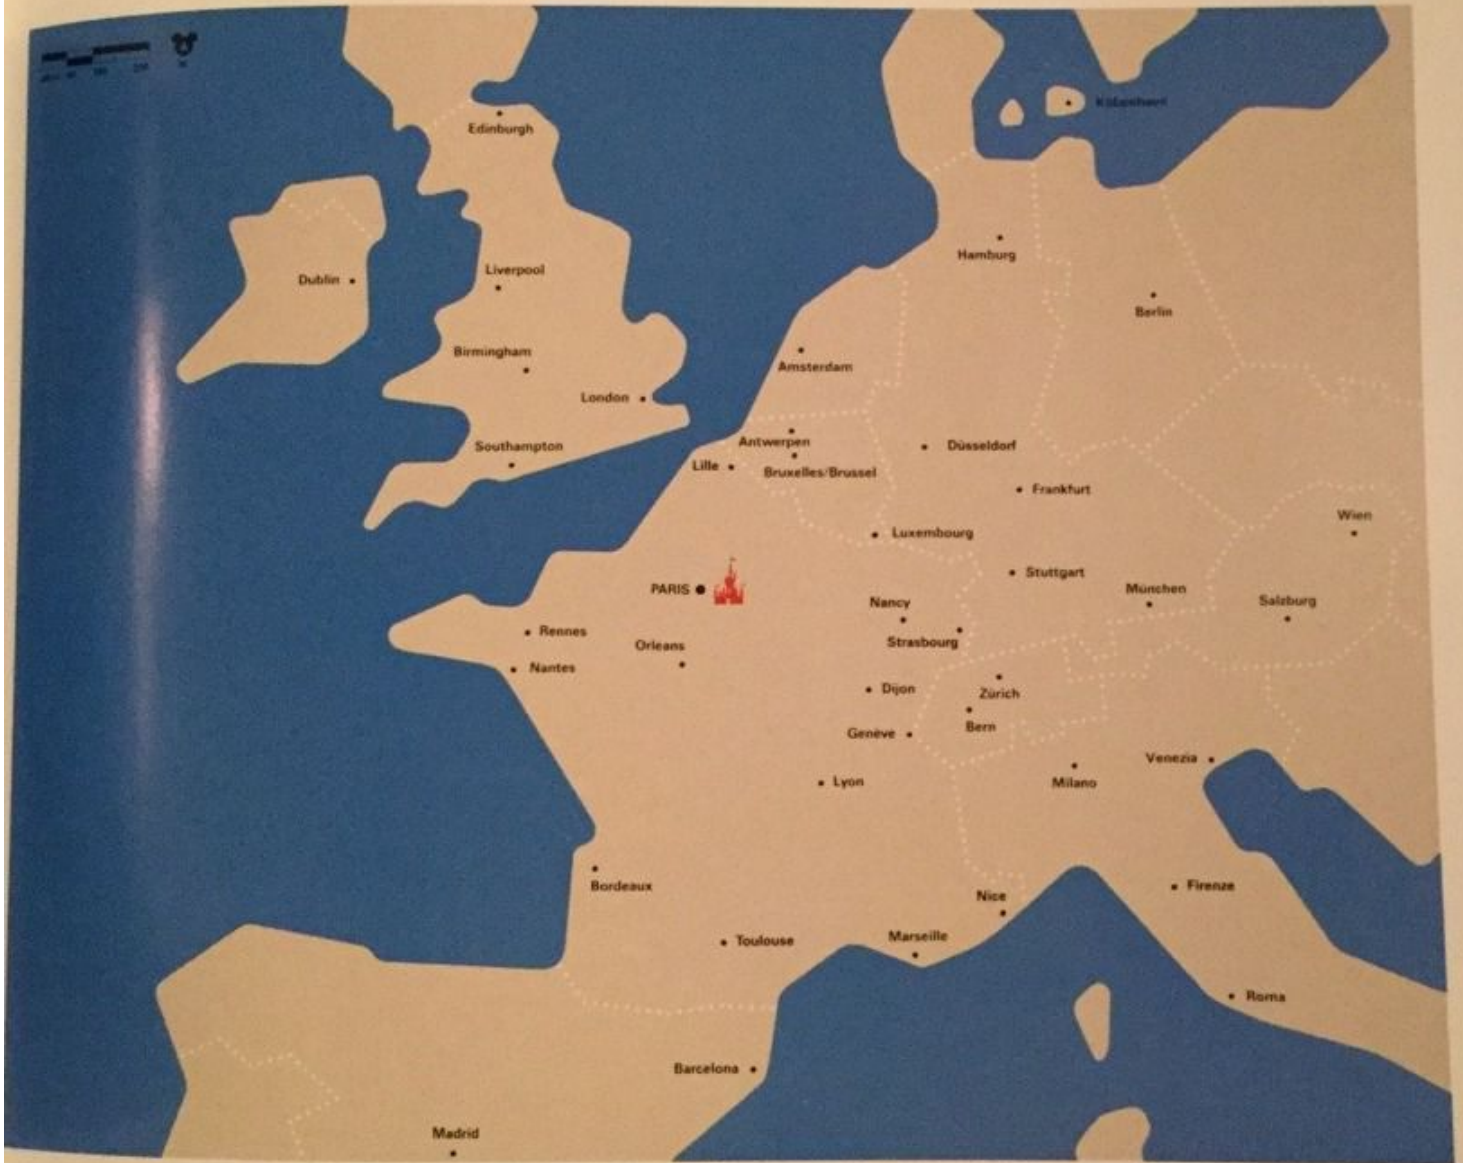 Edinburgh
København
Hamburg
Dublin
Liverpool
Berlin
Birmingham
Amsterdam
London
Antwerpen
Southampton
Düsseldorf
Lille
Bruxelles/Brussel
Frankfurt
Wien
Luxembourg
Stuttgart
PARIS
München
Nancy
Salzburg
Rennes
Orleans
Strasbourg
Nantes
Dijon
Zürich
Bern
Genève
Venezia
Lyon
Milano
Bordeaux
Firenze
Nice
Toulouse
Marseille
Roma
Barcelona
Madrid